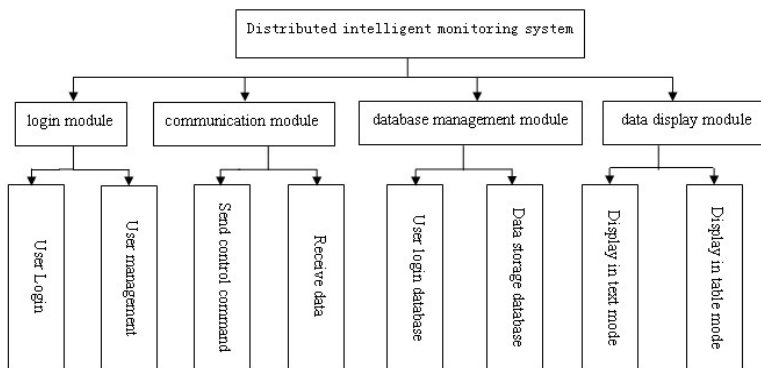 Distributed intelligent monitoring system
login module
communication module
database management module
data display module
User Login
User management
Send control command
Receive data
User login database
Data storage database
Display in text mode
Display in table mode